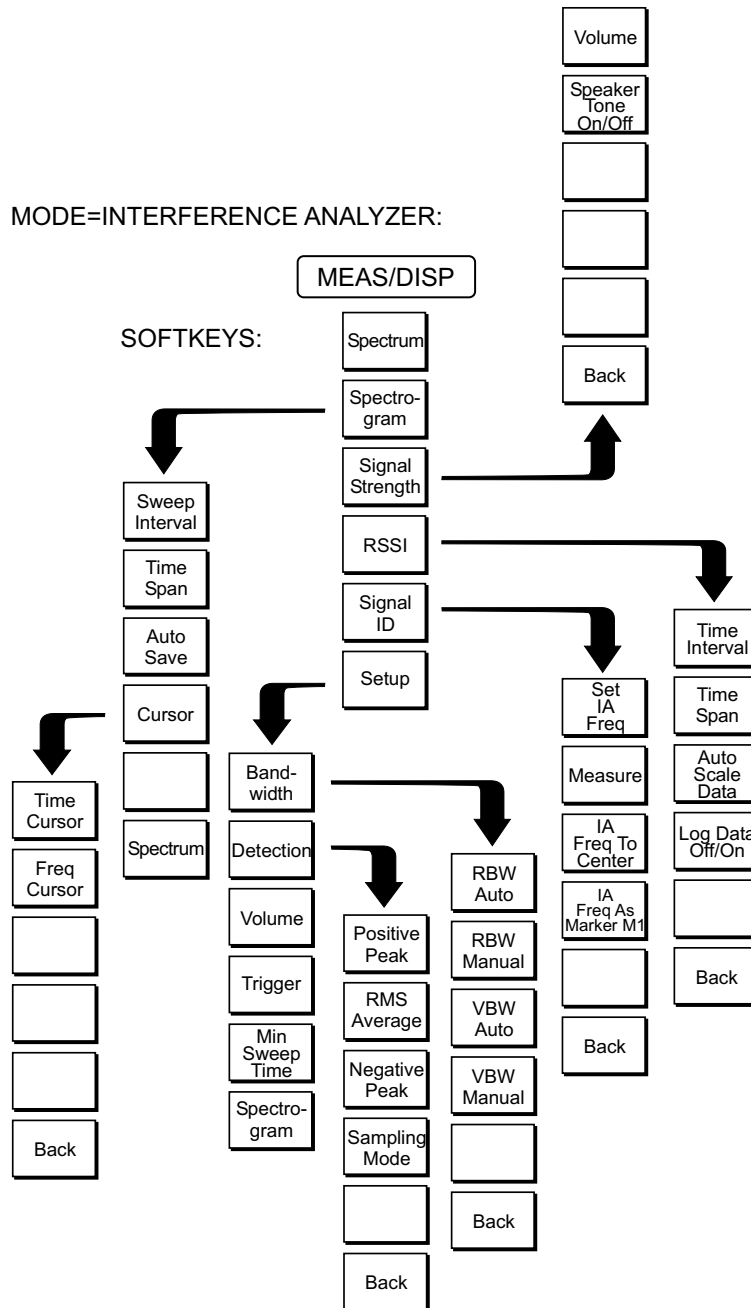 Volume
Speaker
Tone
On/Off
Back
MODE=INTERFERENCE ANALYZER:
MEAS/DISP
SOFTKEYS:
Spectrum
Spectro-
gram
Signal
Strength
RSSI
Signal
ID
Setup
Sweep
Interval
Time
Span
Auto
Save
Cursor
Spectrum
Time
Cursor
Freq
Cursor
Back
Band-
width
Detection
Volume
Trigger
Min
Sweep
Time
Spectro-
gram
Positive
Peak
RMS
Average
Negative
Peak
Sampling
Mode
Back
RBW
Auto
RBW
Manual
VBW
Auto
VBW
Manual
Back
Set
IA
Freq
Measure
IA
Freq To
Center
IA
Freq As
Marker M1
Back
Time
Interval
Time
Span
Auto
Scale
Data
Log Data
Off/On
Back